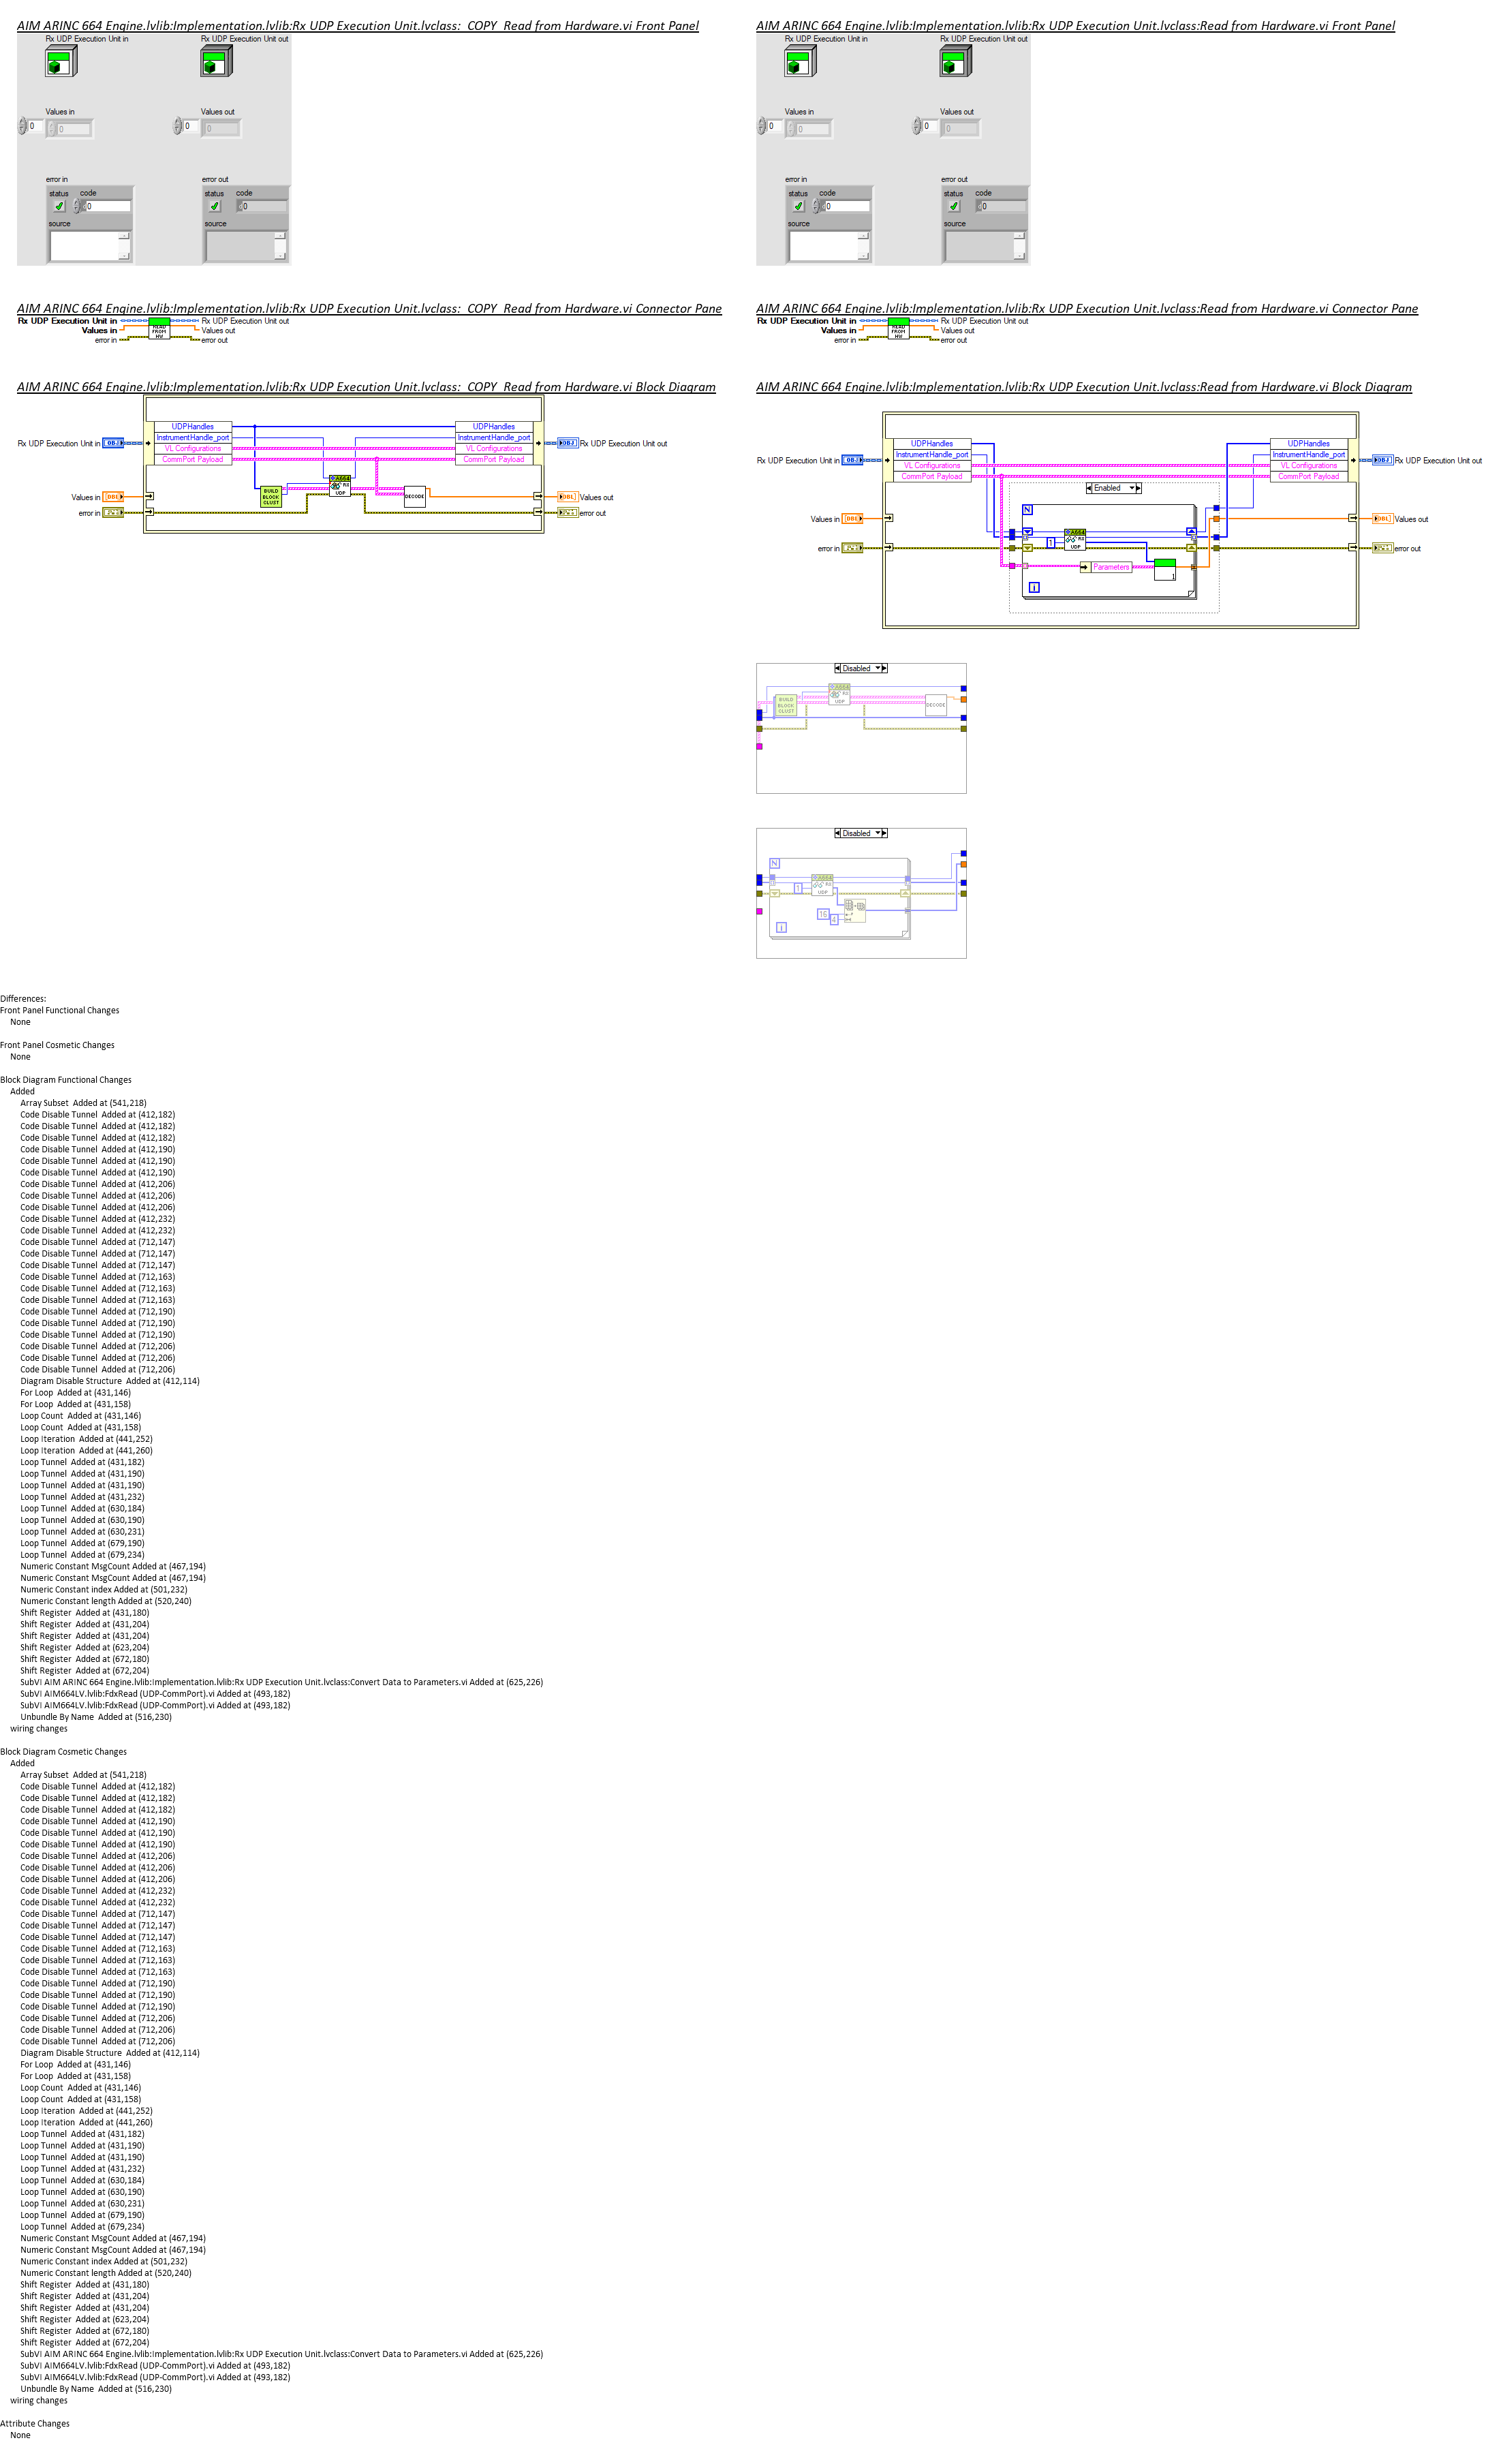 AIM ARINC 664 Engine.lvlib:Implementation.lvlib:Rx UDP Execution Unit.lvclass:_COPY_Read from Hardware.vi Front Panel
Rx UDP Execution Unit in
Rx UDP Execution Unit out
Values in
Values out
0
0
0
0
error in
error out
status
code
status
code
0
0
source
source
AIM ARINC 664 Engine.lvlib:Implementation.lvlib:Rx UDP Execution Unit.lvclass:Read from Hardware.vi Front Panel
Rx UDP Execution Unit in
Rx UDP Execution Unit out
Values in
Values out
0
0
0
0
error in
error out
status
code
status
code
0
0
source
source
AIM ARINC 664 Engine.lvlib:Implementation.lvlib:Rx UDP Execution Unit.lvclass:_COPY_Read from Hardware.vi Connector Pane
Rx UDP Execution Unit in
Rx UDP Execution Unit out
Values in
READ FROM HW
Values out
error in
error out
AIM ARINC 664 Engine.lvlib:Implementation.lvlib:Rx UDP Execution Unit.lvclass:Read from Hardware.vi Connector Pane
Rx UDP Execution Unit in
Rx UDP Execution Unit out
Values in
READ FROM HW
Values out
error in
error out
AIM ARINC 664 Engine.lvlib:Implementation.lvlib:Rx UDP Execution Unit.lvclass:_COPY_Read from Hardware.vi Block Diagram
UDPHandles
UDPHandles
InstrumentHandle_port
InstrumentHandle_port
Rx UDP Execution Unit in
OBJ
OBJ
Rx UDP Execution Unit out
VL Configurations
VL Configurations
CommPort Payload
CommPort Payload
A664
RX
UDP
BUILD
BLOCK
CLUST
DECODE
Values in
DBL
DBL
Values out
error in
error out
AIM ARINC 664 Engine.lvlib:Implementation.lvlib:Rx UDP Execution Unit.lvclass:Read from Hardware.vi Block Diagram
UDPHandles
UDPHandles
InstrumentHandle_port
InstrumentHandle_port
Rx UDP Execution Unit in
OBJ
OBJ
Rx UDP Execution Unit out
VL Configurations
VL Configurations
CommPort Payload
CommPort Payload
Enabled
N
Values in
DBL
DBL
Values out
A664
RX
UDP
1
error in
error out
Parameters
1
i
Disabled
A664
RX
UDP
BUILD
BLOCK
CLUST
DECODE
Disabled
N
A664
RX
UDP
1
16
4
i
Differences:
Front Panel Functional Changes
None
Front Panel Cosmetic Changes
None
Block Diagram Functional Changes
Added
Array Subset  Added at (541,218)
Code Disable Tunnel  Added at (412,182)
Code Disable Tunnel  Added at (412,182)
Code Disable Tunnel  Added at (412,182)
Code Disable Tunnel  Added at (412,190)
Code Disable Tunnel  Added at (412,190)
Code Disable Tunnel  Added at (412,190)
Code Disable Tunnel  Added at (412,206)
Code Disable Tunnel  Added at (412,206)
Code Disable Tunnel  Added at (412,206)
Code Disable Tunnel  Added at (412,232)
Code Disable Tunnel  Added at (412,232)
Code Disable Tunnel  Added at (712,147)
Code Disable Tunnel  Added at (712,147)
Code Disable Tunnel  Added at (712,147)
Code Disable Tunnel  Added at (712,163)
Code Disable Tunnel  Added at (712,163)
Code Disable Tunnel  Added at (712,163)
Code Disable Tunnel  Added at (712,190)
Code Disable Tunnel  Added at (712,190)
Code Disable Tunnel  Added at (712,190)
Code Disable Tunnel  Added at (712,206)
Code Disable Tunnel  Added at (712,206)
Code Disable Tunnel  Added at (712,206)
Diagram Disable Structure  Added at (412,114)
For Loop  Added at (431,146)
For Loop  Added at (431,158)
Loop Count  Added at (431,146)
Loop Count  Added at (431,158)
Loop Iteration  Added at (441,252)
Loop Iteration  Added at (441,260)
Loop Tunnel  Added at (431,182)
Loop Tunnel  Added at (431,190)
Loop Tunnel  Added at (431,190)
Loop Tunnel  Added at (431,232)
Loop Tunnel  Added at (630,184)
Loop Tunnel  Added at (630,190)
Loop Tunnel  Added at (630,231)
Loop Tunnel  Added at (679,190)
Loop Tunnel  Added at (679,234)
Numeric Constant MsgCount Added at (467,194)
Numeric Constant MsgCount Added at (467,194)
Numeric Constant index Added at (501,232)
Numeric Constant length Added at (520,240)
Shift Register  Added at (431,180)
Shift Register  Added at (431,204)
Shift Register  Added at (431,204)
Shift Register  Added at (623,204)
Shift Register  Added at (672,180)
Shift Register  Added at (672,204)
SubVI AIM ARINC 664 Engine.lvlib:Implementation.lvlib:Rx UDP Execution Unit.lvclass:Convert Data to Parameters.vi Added at (625,226)
SubVI AIM664LV.lvlib:FdxRead (UDP-CommPort).vi Added at (493,182)
SubVI AIM664LV.lvlib:FdxRead (UDP-CommPort).vi Added at (493,182)
Unbundle By Name  Added at (516,230)
wiring changes
Block Diagram Cosmetic Changes
Added
Array Subset  Added at (541,218)
Code Disable Tunnel  Added at (412,182)
Code Disable Tunnel  Added at (412,182)
Code Disable Tunnel  Added at (412,182)
Code Disable Tunnel  Added at (412,190)
Code Disable Tunnel  Added at (412,190)
Code Disable Tunnel  Added at (412,190)
Code Disable Tunnel  Added at (412,206)
Code Disable Tunnel  Added at (412,206)
Code Disable Tunnel  Added at (412,206)
Code Disable Tunnel  Added at (412,232)
Code Disable Tunnel  Added at (412,232)
Code Disable Tunnel  Added at (712,147)
Code Disable Tunnel  Added at (712,147)
Code Disable Tunnel  Added at (712,147)
Code Disable Tunnel  Added at (712,163)
Code Disable Tunnel  Added at (712,163)
Code Disable Tunnel  Added at (712,163)
Code Disable Tunnel  Added at (712,190)
Code Disable Tunnel  Added at (712,190)
Code Disable Tunnel  Added at (712,190)
Code Disable Tunnel  Added at (712,206)
Code Disable Tunnel  Added at (712,206)
Code Disable Tunnel  Added at (712,206)
Diagram Disable Structure  Added at (412,114)
For Loop  Added at (431,146)
For Loop  Added at (431,158)
Loop Count  Added at (431,146)
Loop Count  Added at (431,158)
Loop Iteration  Added at (441,252)
Loop Iteration  Added at (441,260)
Loop Tunnel  Added at (431,182)
Loop Tunnel  Added at (431,190)
Loop Tunnel  Added at (431,190)
Loop Tunnel  Added at (431,232)
Loop Tunnel  Added at (630,184)
Loop Tunnel  Added at (630,190)
Loop Tunnel  Added at (630,231)
Loop Tunnel  Added at (679,190)
Loop Tunnel  Added at (679,234)
Numeric Constant MsgCount Added at (467,194)
Numeric Constant MsgCount Added at (467,194)
Numeric Constant index Added at (501,232)
Numeric Constant length Added at (520,240)
Shift Register  Added at (431,180)
Shift Register  Added at (431,204)
Shift Register  Added at (431,204)
Shift Register  Added at (623,204)
Shift Register  Added at (672,180)
Shift Register  Added at (672,204)
SubVI AIM ARINC 664 Engine.lvlib:Implementation.lvlib:Rx UDP Execution Unit.lvclass:Convert Data to Parameters.vi Added at (625,226)
SubVI AIM664LV.lvlib:FdxRead (UDP-CommPort).vi Added at (493,182)
SubVI AIM664LV.lvlib:FdxRead (UDP-CommPort).vi Added at (493,182)
Unbundle By Name  Added at (516,230)
wiring changes
Attribute Changes
None